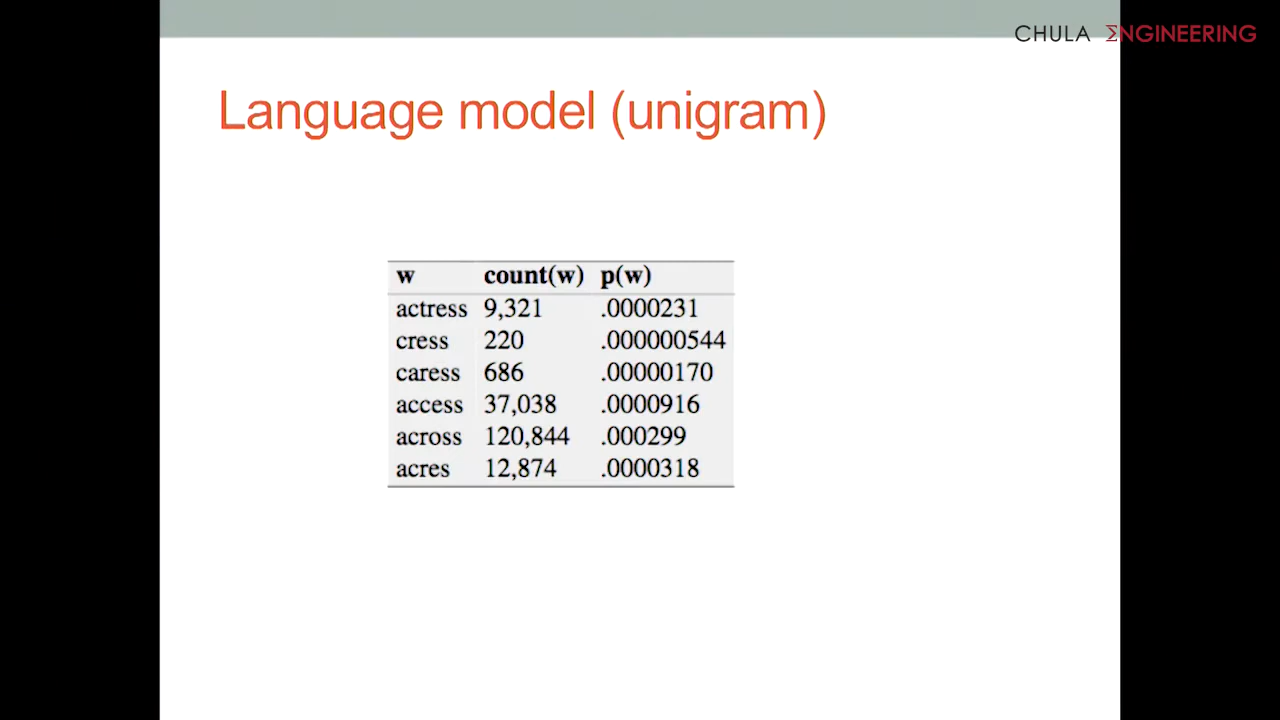 CHULA ΣNGINEERING
Language model (unigram)
w count(w) p(w)
actress 9,321 .0000231
cress 220 .000000544
caress 686 .00000170
access 37,038 .0000916
across 120,844 .000299
acres 12,874 .0000318